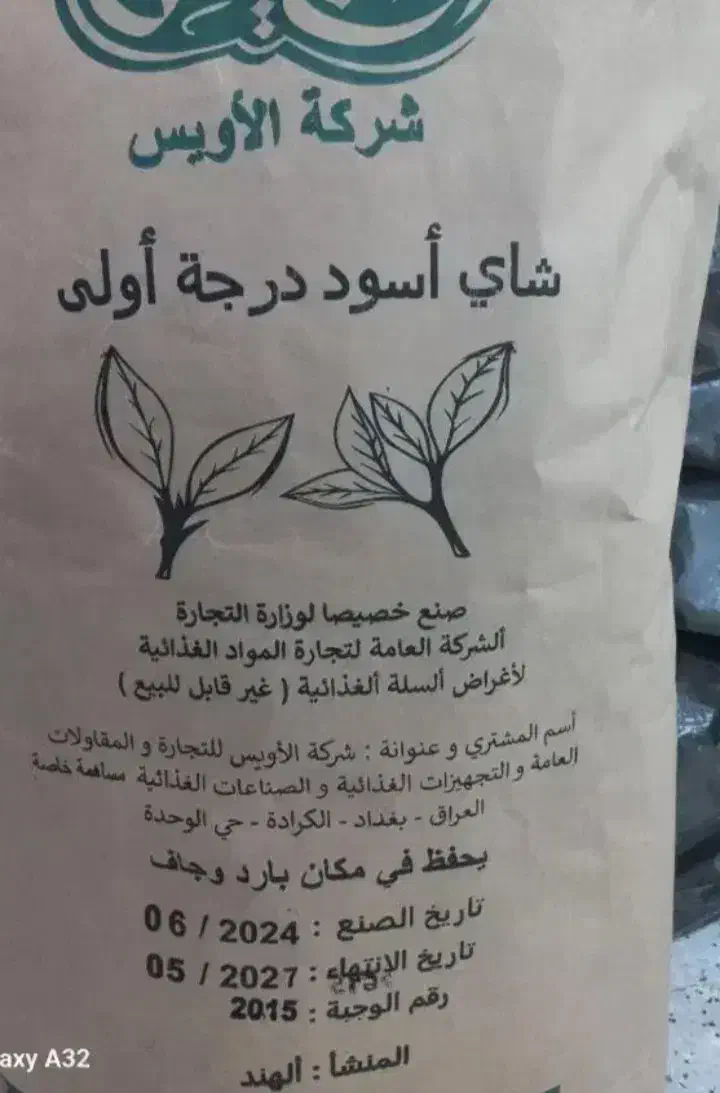 شركة الأويس
شاي أسود درجة أولى
صنع خصيصا لوزارة التجارة
ألشركة العامة لتجارة المواد الغذائية
لأغراض ألسلة ألغذائية ( غير قابل للبيع )
أسم المشتري و عنوانة : شركة الأويس للتجارة و المقاولات
العامة و التجهيزات الغذائية و الصناعات الغذائية مساهمة خاصة
العراق - بغداد - الكرادة - حي الوحدة
يحفظ في مكان بارد وجاف
تاريخ الصنع : 2024 / 06
تاريخ الإنتهاء : 2027 / 05
رقم الوجبة : 2015
المنشأ : ألهند
axy A32